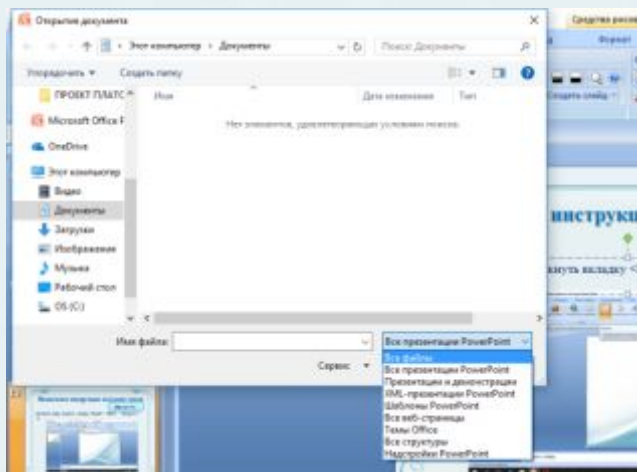 Открытие документа
Средства рисо
Этот компьютер › Документы
Поиск: Документы
Формат
Упорядочить
Создать папку
Создать слайд
ПРОЕКТ ПЛАТС
Имя
Дата изменения
Тип
Microsoft Office P
Нет элементов, удовлетворяющих условиям поиска.
OneDrive
Этот компьютер
Видео
Документы
инструкц
Загрузки
Изображения
кнуть вкладку <
Музыка
Рабочий стол
OS (C:)
Имя файла:
Все презентации PowerPoint
Сервис
Все файлы
Все презентации PowerPoint
Презентации и демонстрации
XML-презентации PowerPoint
Шаблоны PowerPoint
Все веб-страницы
Темы Office
Все структуры
Надстройки PowerPoint